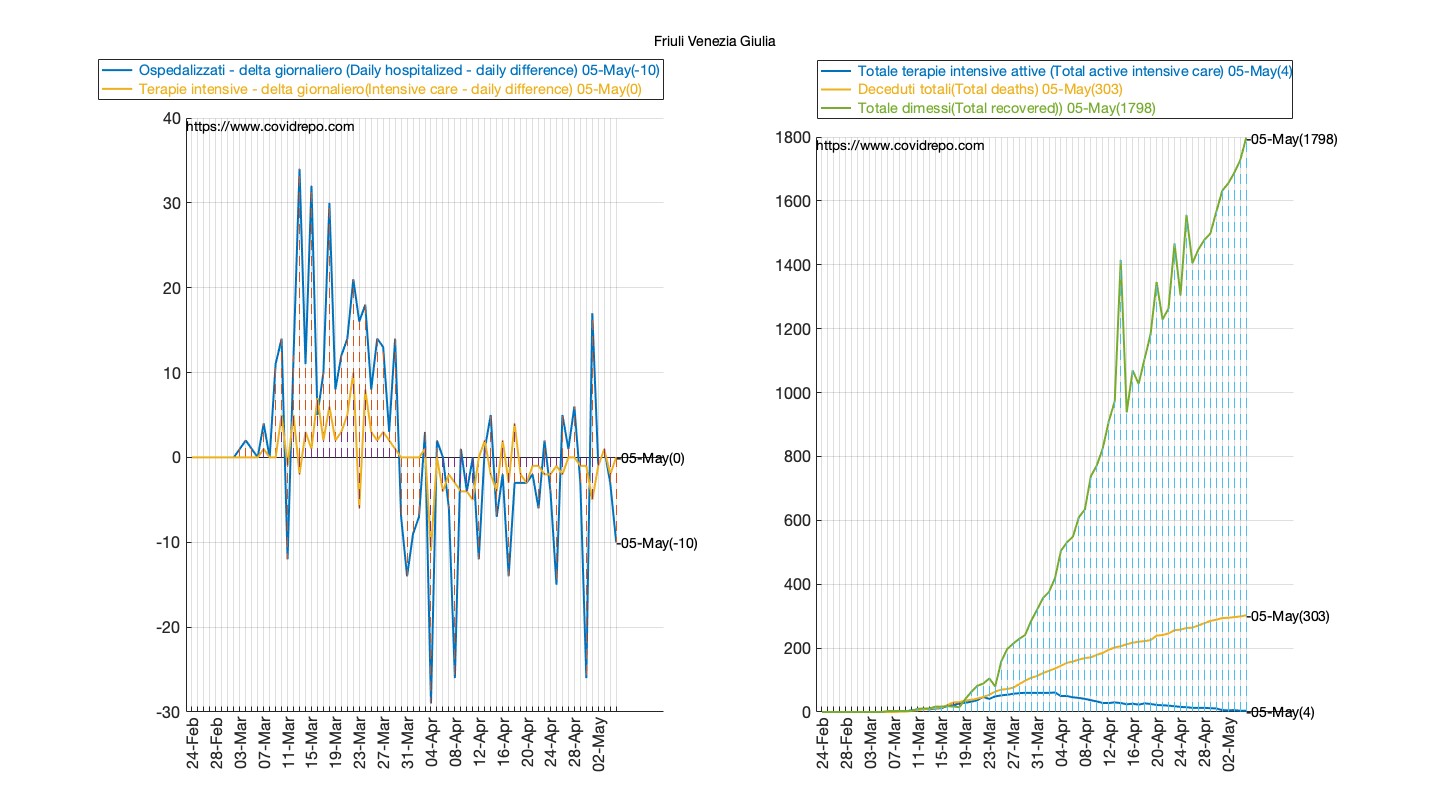 Friuli Venezia Giulia
Ospedalizzati - delta giornaliero (Daily hospitalized - daily difference) 05-May(-10)
Terapie intensive - delta giornaliero(Intensive care - daily difference) 05-May(0)
https://www.covidrepo.com
40
30
20
10
0
-10
-20
-30
05-May(0)
05-May(-10)
24-Feb
28-Feb
03-Mar
07-Mar
11-Mar
15-Mar
19-Mar
23-Mar
27-Mar
31-Mar
04-Apr
08-Apr
12-Apr
16-Apr
20-Apr
24-Apr
28-Apr
02-May
Totale terapie intensive attive (Total active intensive care) 05-May(4)
Deceduti totali(Total deaths) 05-May(303)
Totale dimessi(Total recovered)) 05-May(1798)
https://www.covidrepo.com
1800
1600
1400
1200
1000
800
600
400
200
0
05-May(1798)
05-May(303)
05-May(4)
24-Feb
28-Feb
03-Mar
07-Mar
11-Mar
15-Mar
19-Mar
23-Mar
27-Mar
31-Mar
04-Apr
08-Apr
12-Apr
16-Apr
20-Apr
24-Apr
28-Apr
02-May